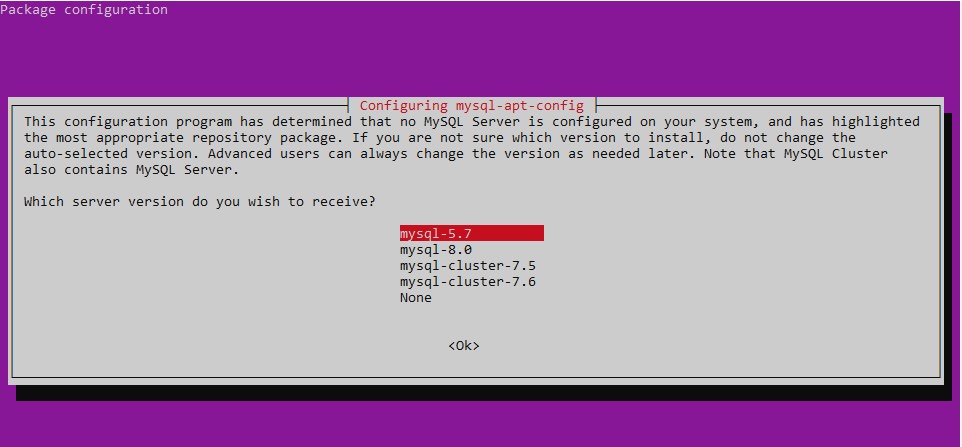 Package configuration
Configuring mysql-apt-config
This configuration program has determined that no MySQL Server is configured on your system, and has highlighted
the most appropriate repository package. If you are not sure which version to install, do not change the
auto-selected version. Advanced users can always change the version as needed later. Note that MySQL Cluster
also contains MySQL Server.
Which server version do you wish to receive?
mysql-5.7
mysql-8.0
mysql-cluster-7.5
mysql-cluster-7.6
None
<Ok>